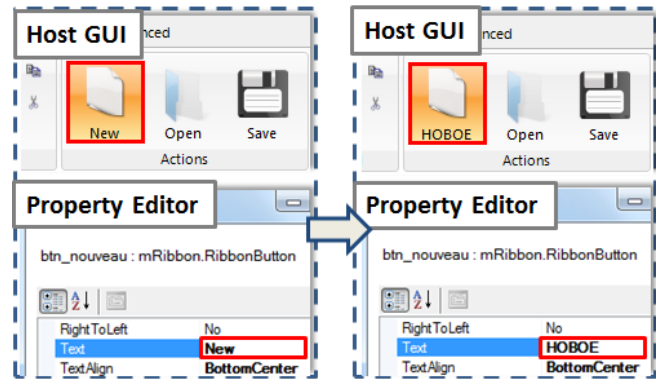 Host GUI
nced
New
Open
Save
Actions
Property Editor
btn_nouveau : mRibbon.RibbonButton
RightToLeft No
Text New
TextAlign BottomCenter
Host GUI
nced
HOBOE
Open
Save
Actions
Property Editor
btn_nouveau : mRibbon.RibbonButton
RightToLeft No
Text HOBOE
TextAlign BottomCenter